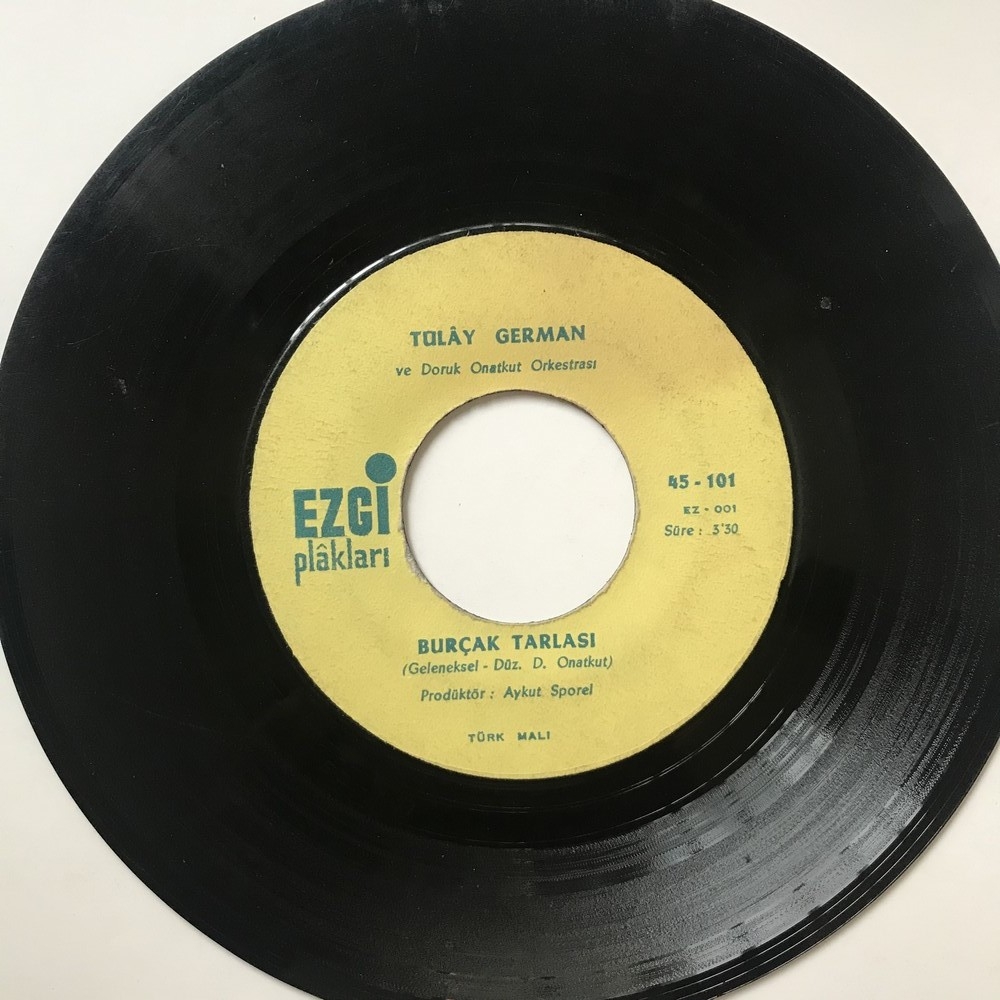 TÜLÂY GERMAN
ve Doruk Onatkut Orkestrası
EZGİ
plâkları
45 - 101
EZ - 001
Süre : 3'30
BURÇAK TARLASI
(Geleneksel - Düz. D. Onatkut)
Prodüktör : Aykut Sporel
TÜRK MALI